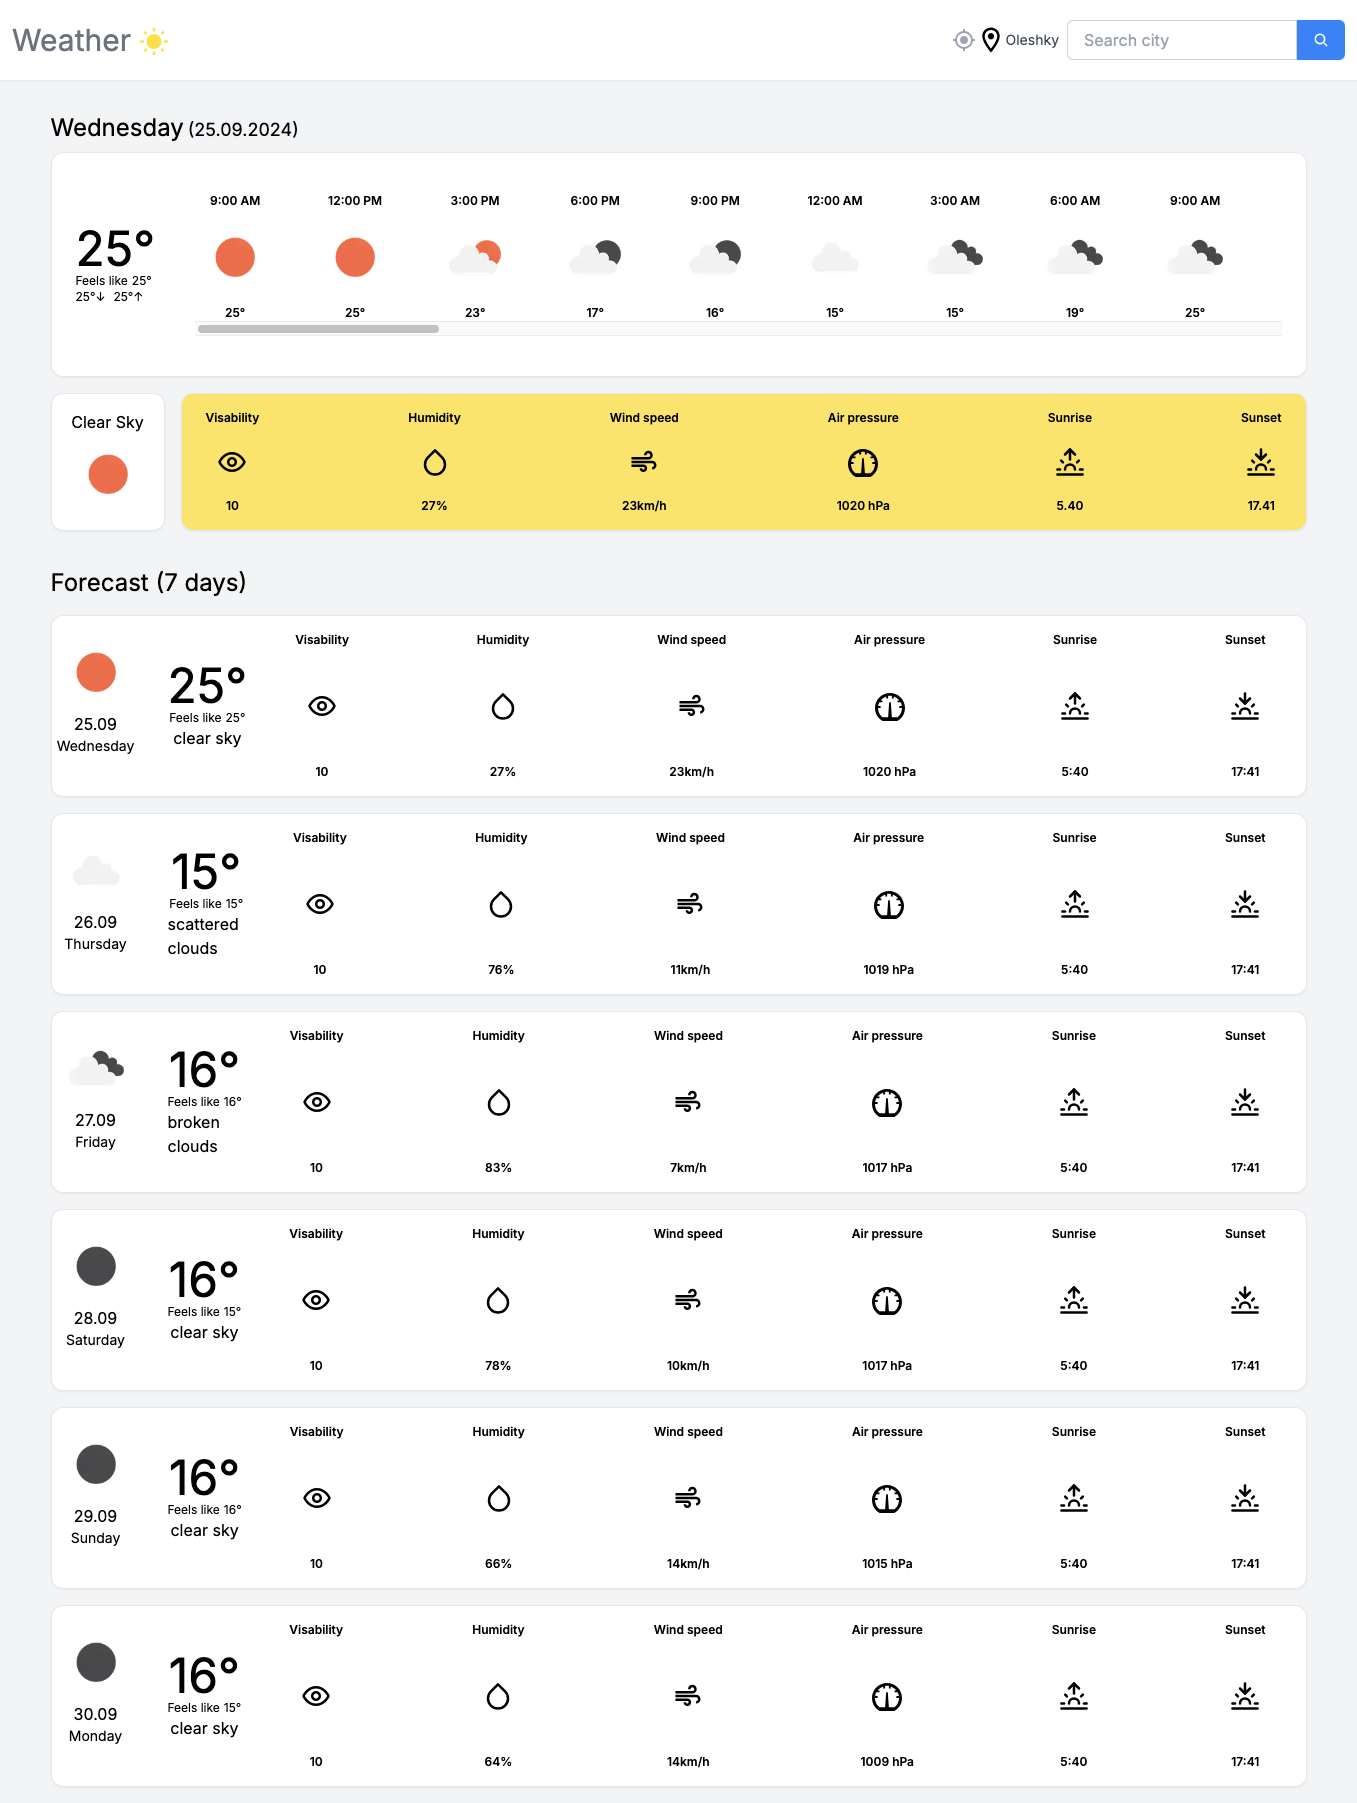 Weather
Oleshky
Search city
Wednesday (25.09.2024)
9:00 AM 12:00 PM 3:00 PM 6:00 PM 9:00 PM 12:00 AM 3:00 AM 6:00 AM 9:00 AM
25°
Feels like 25°
25°↓ 25°↑
25° 25° 23° 17° 16° 15° 15° 19° 25°
Clear Sky
Visability Humidity Wind speed Air pressure Sunrise Sunset
10 27% 23km/h 1020 hPa 5.40 17.41
Forecast (7 days)
25.09
Wednesday
25°
Feels like 25°
clear sky
Visability Humidity Wind speed Air pressure Sunrise Sunset
10 27% 23km/h 1020 hPa 5:40 17:41
26.09
Thursday
15°
Feels like 15°
scattered
clouds
Visability Humidity Wind speed Air pressure Sunrise Sunset
10 76% 11km/h 1019 hPa 5:40 17:41
27.09
Friday
16°
Feels like 16°
broken
clouds
Visability Humidity Wind speed Air pressure Sunrise Sunset
10 83% 7km/h 1017 hPa 5:40 17:41
28.09
Saturday
16°
Feels like 15°
clear sky
Visability Humidity Wind speed Air pressure Sunrise Sunset
10 78% 10km/h 1017 hPa 5:40 17:41
29.09
Sunday
16°
Feels like 16°
clear sky
Visability Humidity Wind speed Air pressure Sunrise Sunset
10 66% 14km/h 1015 hPa 5:40 17:41
30.09
Monday
16°
Feels like 15°
clear sky
Visability Humidity Wind speed Air pressure Sunrise Sunset
10 64% 14km/h 1009 hPa 5:40 17:41